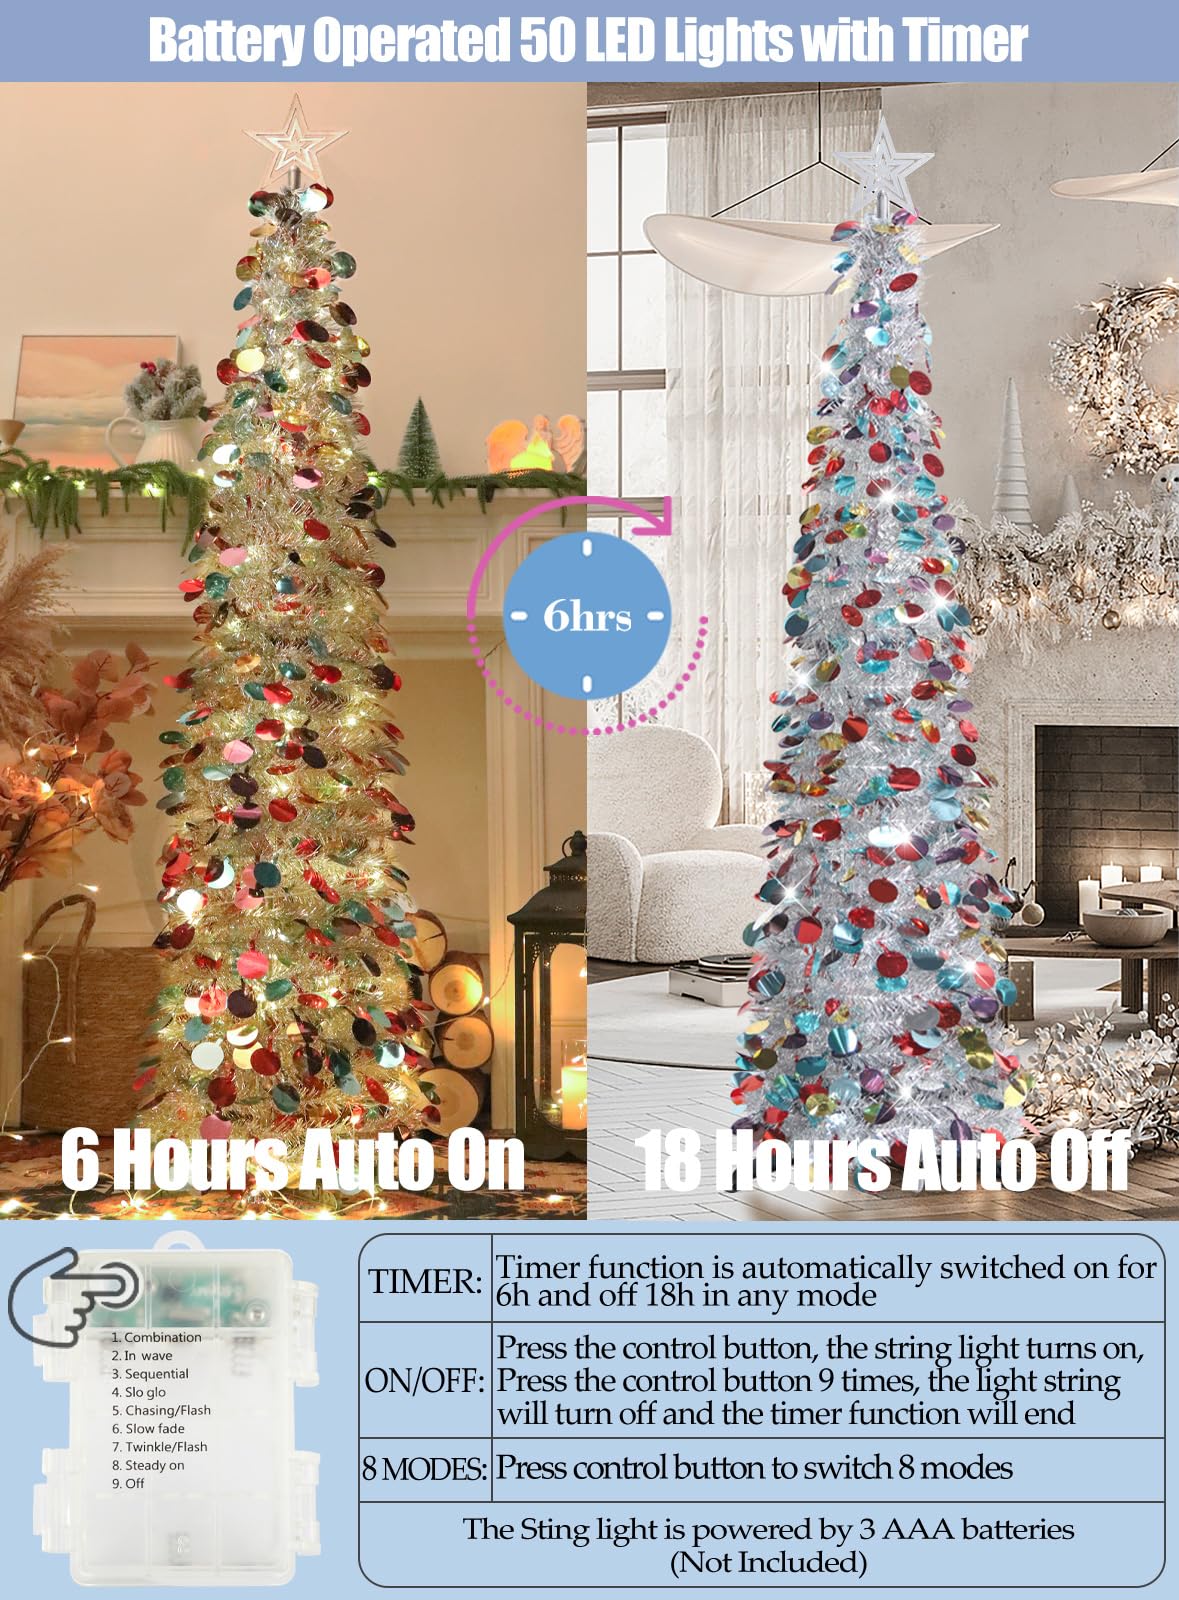 Battery Operated 50 LED Lights with Timer
6hrs
6 Hours Auto On
18 Hours Auto Off
1. Combination
2. In wave
3. Sequential
4. Slo glo
5. Chasing/Flash
6. Slow fade
7. Twinkle/Flash
8. Steady on
9. Off
TIMER:
Timer function is automatically switched on for
6h and off 18h in any mode
ON/OFF:
Press the control button, the string light turns on,
Press the control button 9 times, the light string
will turn off and the timer function will end
8 MODES:
Press control button to switch 8 modes
The Sting light is powered by 3 AAA batteries
(Not Included)